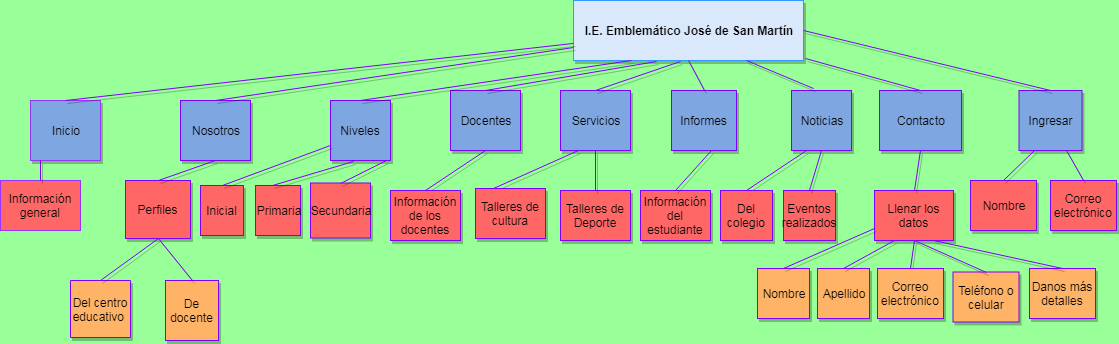 I.E. Emblemático José de San Martín
Inicio
Nosotros
Niveles
Docentes
Servicios
Informes
Noticias
Contacto
Ingresar
Información
general
Perfiles
Inicial
Primaria
Secundaria
Información
de los
docentes
Talleres de
cultura
Talleres de
Deporte
Información
del
estudiante
Del
colegio
Eventos
realizados
Llenar los
datos
Nombre
Correo
electrónico
Del centro
educativo
De
docente
Nombre
Apellido
Correo
electrónico
Teléfono o
celular
Danos más
detalles